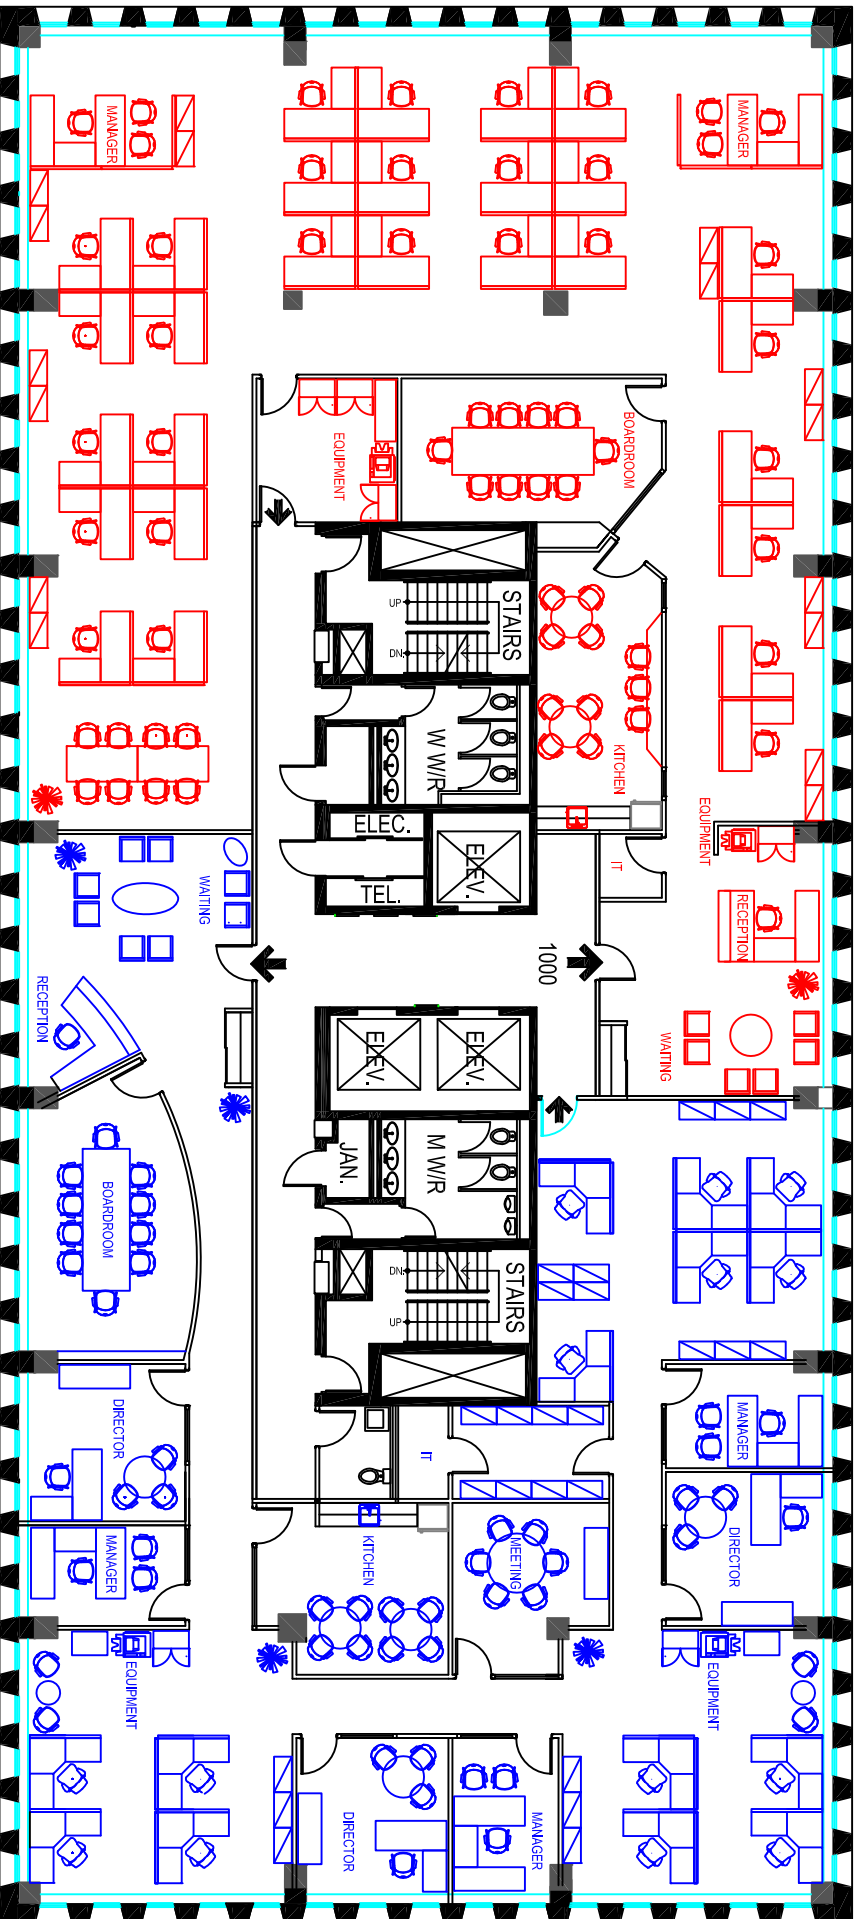 MANAGER
MANAGER
BOARDROOM
EQUIPMENT
STAIRS
UP
DN.
KITCHEN
W W/R
EQUIPMENT
ELEC.
ELEV.
IT
TEL.
WAITING
RECEPTION
1000
RECEPTION
WAITING
ELEV.
ELEV.
JAN.
M W/R
BOARDROOM
DN.
STAIRS
UP
DIRECTOR
MANAGER
IT
MANAGER
KITCHEN
MEETING
DIRECTOR
EQUIPMENT
EQUIPMENT
DIRECTOR
MANAGER